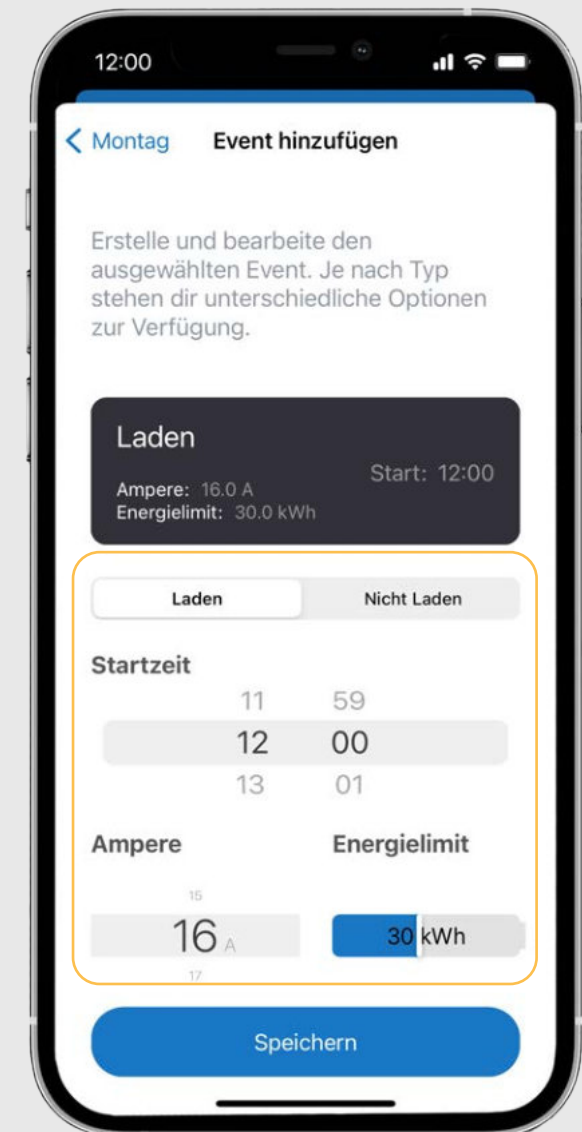 12:00
Montag Event hinzufügen
Erstelle und bearbeite den
ausgewählten Event. Je nach Typ
stehen dir unterschiedliche Optionen
zur Verfügung.
Laden
Start: 12:00
Ampere: 16.0 A
Energielimit: 30.0 kWh
Laden Nicht Laden
Startzeit
11 59
12 00
13 01
Ampere Energielimit
15
16 A 30 kWh
17
Speichern